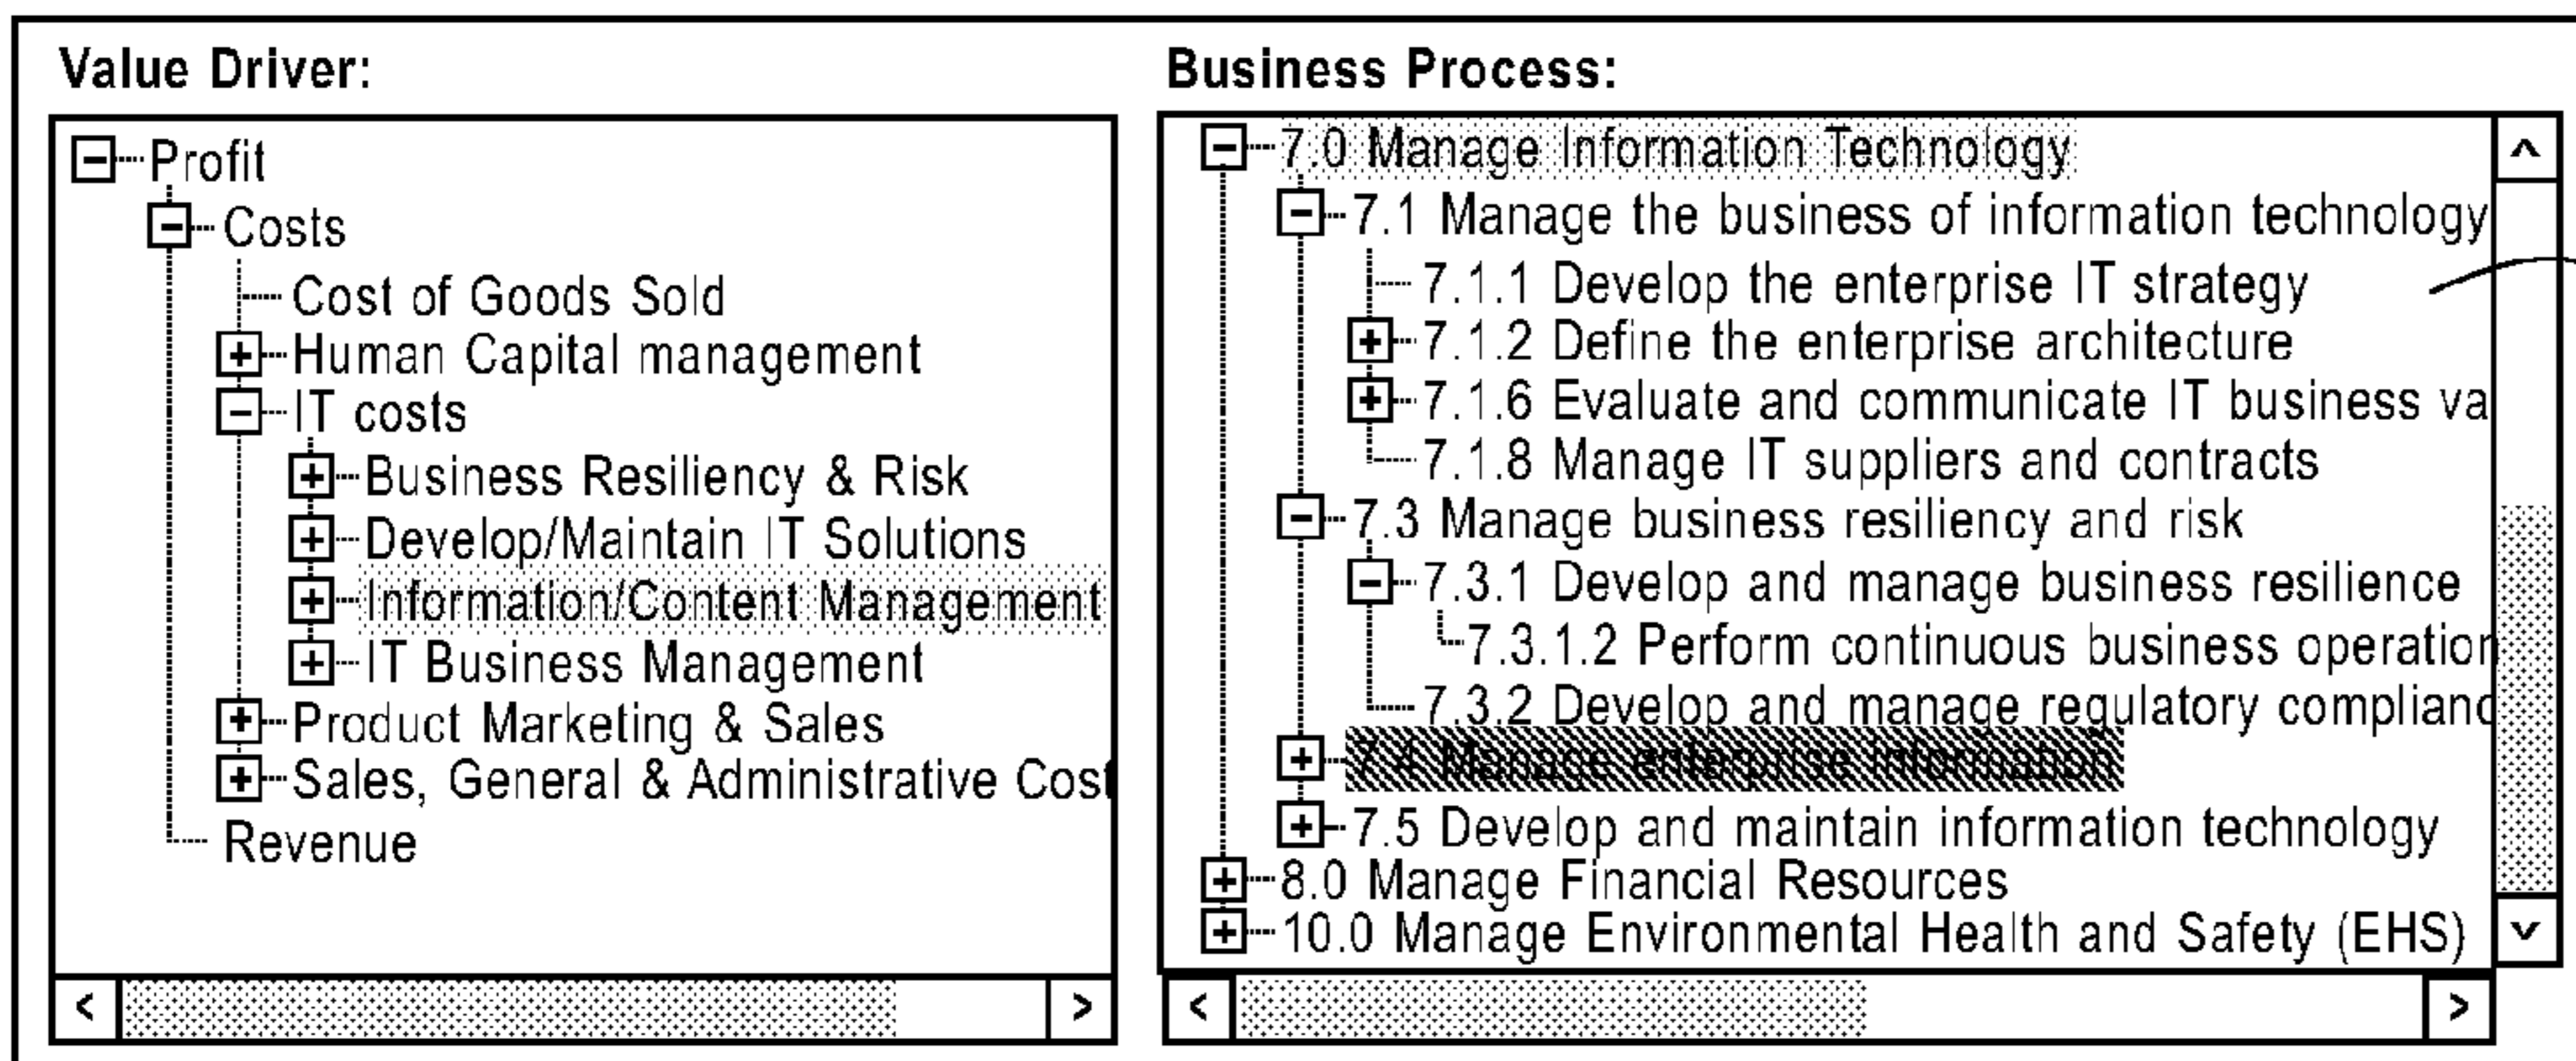 Value Driver:
Profit
Costs
Cost of Goods Sold
Human Capital management
IT costs
Business Resiliency & Risk
Develop/Maintain IT Solutions
Information/Content Management
IT Business Management
Product Marketing & Sales
Sales, General & Administrative Cost
Revenue
Business Process:
7.0 Manage Information Technology
7.1 Manage the business of information technology
7.1.1 Develop the enterprise IT strategy
7.1.2 Define the enterprise architecture
7.1.6 Evaluate and communicate IT business va
7.1.8 Manage IT suppliers and contracts
7.3 Manage business resiliency and risk
7.3.1 Develop and manage business resilience
7.3.1.2 Perform continuous business operation
7.3.2 Develop and manage regulatory complianc
7.4 Manage enterprise information
7.5 Develop and maintain information technology
8.0 Manage Financial Resources
10.0 Manage Environmental Health and Safety (EHS)